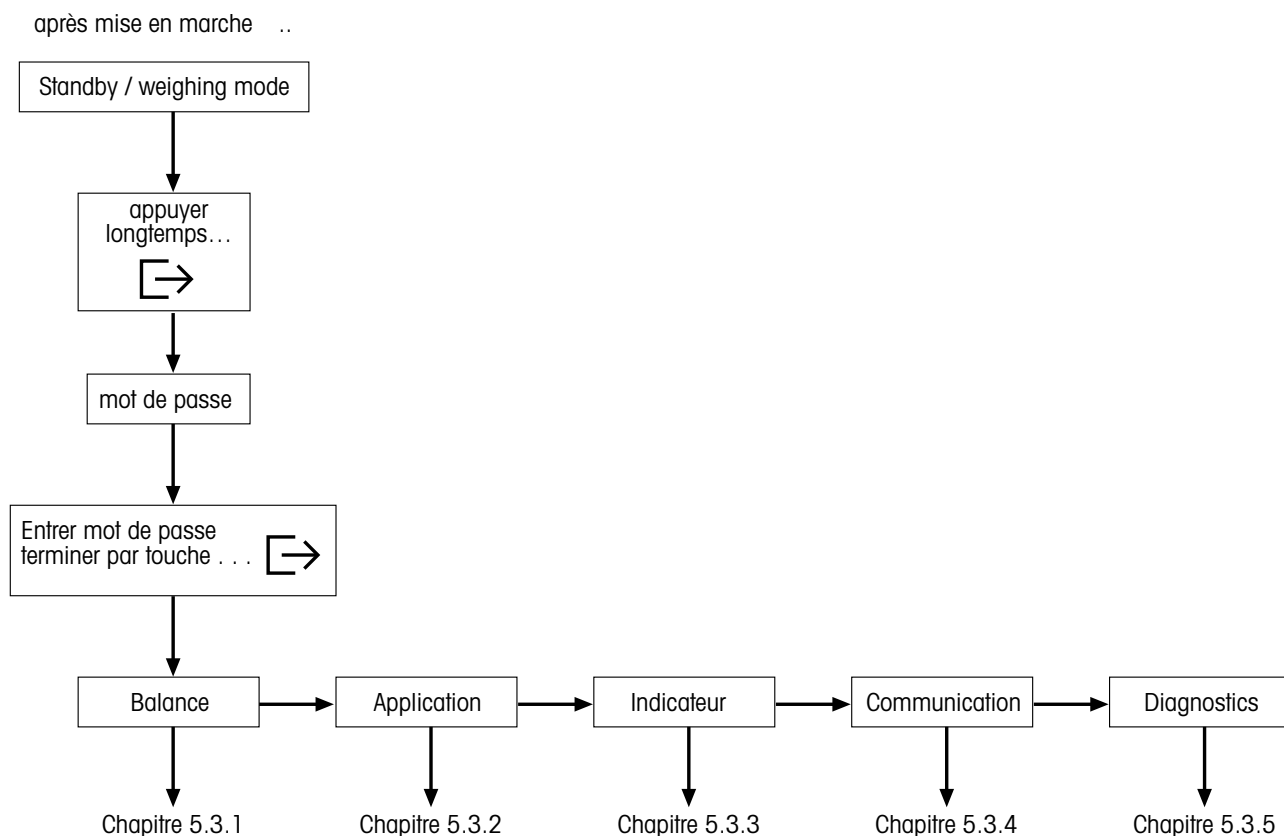 après mise en marche ..
Standby / weighing mode
appuyer
longtemps...
mot de passe
Entrer mot de passe
terminer par touche . . .
Balance
Application
Indicateur
Communication
Diagnostics
Chapitre 5.3.1
Chapitre 5.3.2
Chapitre 5.3.3
Chapitre 5.3.4
Chapitre 5.3.5